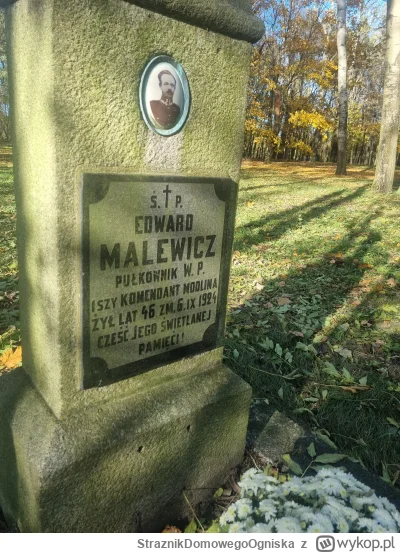 Ś. † P.
EDWARD
MALEWICZ
PUŁKOWNIK W. P.
I SZY KOMENDANT MODLINA
ŻYŁ LAT 46 ZM. 6. IX 1924
CZEŚĆ JEGO ŚWIETLANEJ
PAMIĘCI!
StraznikDomowegoOgniska z wykop.pl